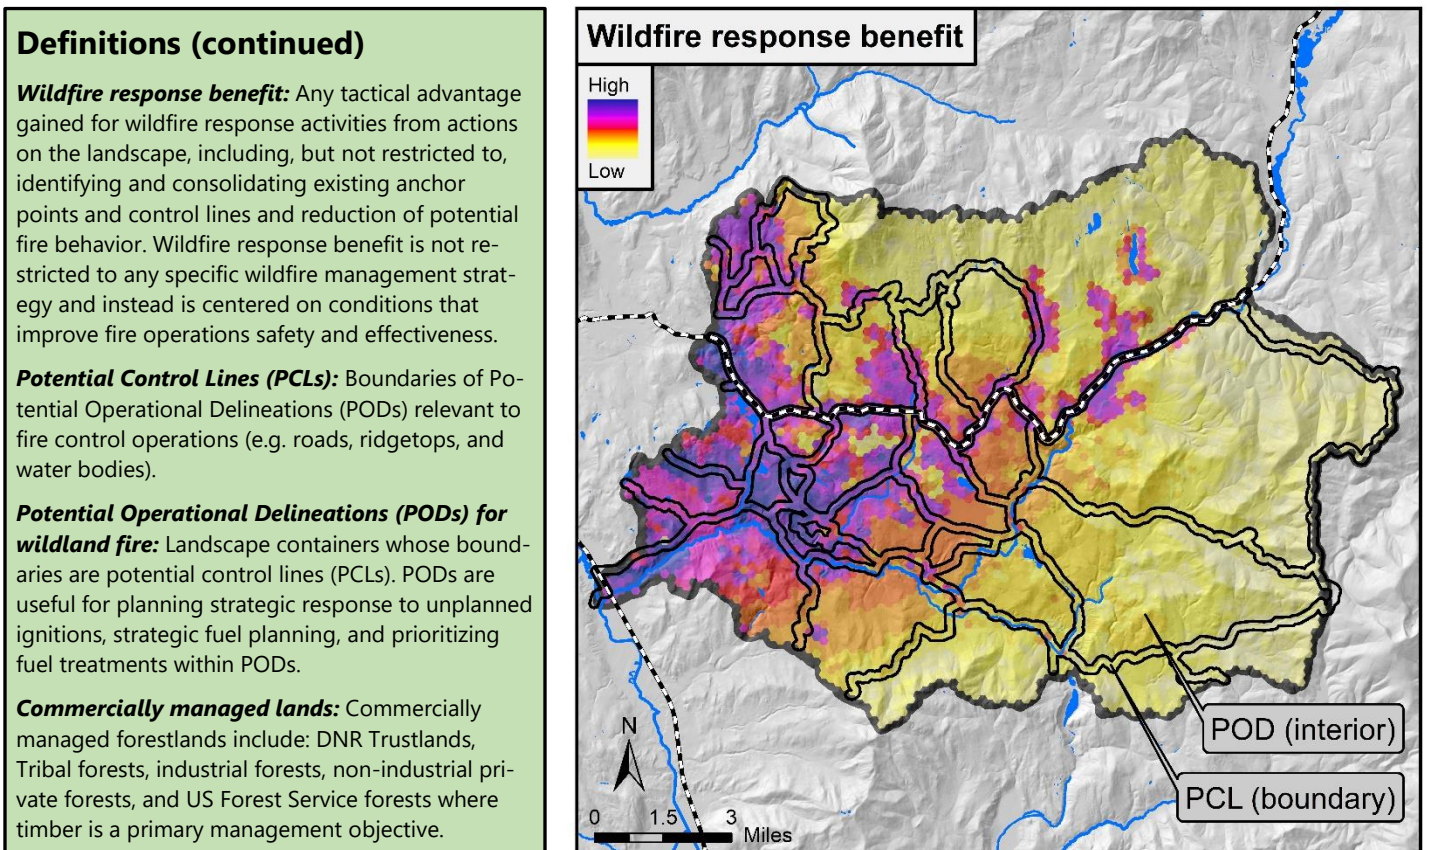 Definitions (continued)
Wildfire response benefit: Any tactical advantage
gained for wildfire response activities from actions
on the landscape, including, but not restricted to,
identifying and consolidating existing anchor
points and control lines and reduction of potential
fire behavior. Wildfire response benefit is not re-
stricted to any specific wildfire management strat-
egy and instead is centered on conditions that
improve fire operations safety and effectiveness.
Potential Control Lines (PCLs): Boundaries of Po-
tential Operational Delineations (PODs) relevant to
fire control operations (e.g. roads, ridgetops, and
water bodies).
Potential Operational Delineations (PODs) for
wildland fire: Landscape containers whose bound-
aries are potential control lines (PCLs). PODs are
useful for planning strategic response to unplanned
ignitions, strategic fuel planning, and prioritizing
fuel treatments within PODs.
Commercially managed lands: Commercially
managed forestlands include: DNR Trustlands,
Tribal forests, industrial forests, non-industrial pri-
vate forests, and US Forest Service forests where
timber is a primary management objective.
Wildfire response benefit
High
Low
POD (interior)
PCL (boundary)
N
0 1.5 3
Miles